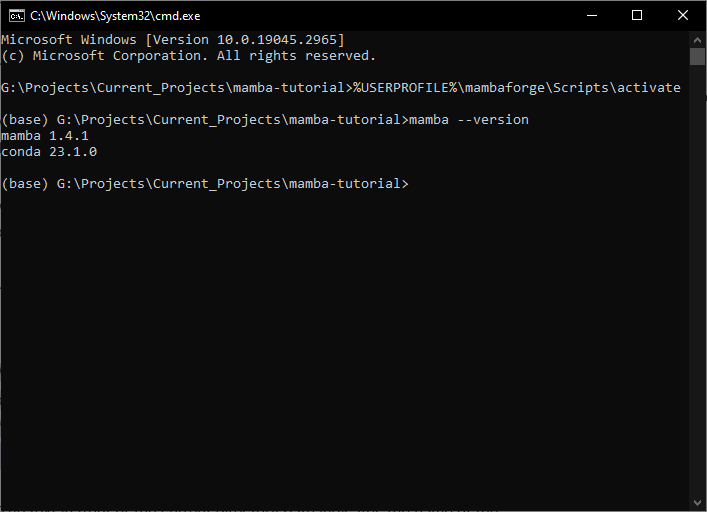 C:\Windows\System32\cmd.exe
Microsoft Windows [Version 10.0.19045.2965]
(c) Microsoft Corporation. All rights reserved.
G:\Projects\Current_Projects\mamba-tutorial>%USERPROFILE%\mambaforge\Scripts\activate
(base) G:\Projects\Current_Projects\mamba-tutorial>mamba --version
mamba 1.4.1
conda 23.1.0
(base) G:\Projects\Current_Projects\mamba-tutorial>